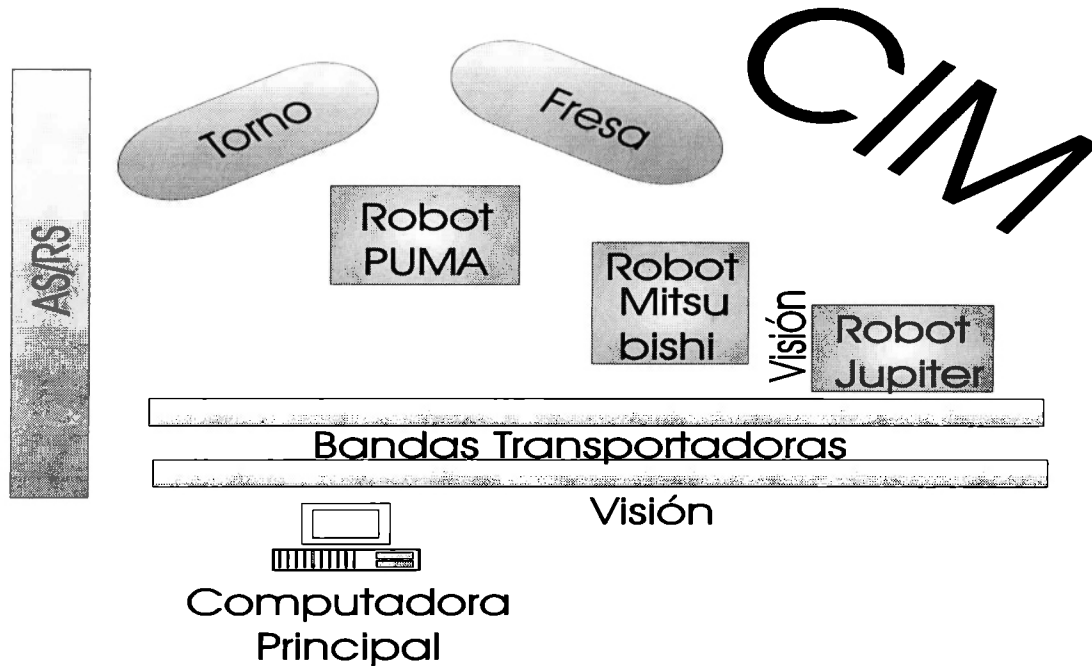 CIM
Torno
Fresa
AS/RS
Robot
PUMA
Robot
Mitsu
bishi
Visión
Robot
Jupiter
Bandas Transportadoras
Visión
Computadora
Principal